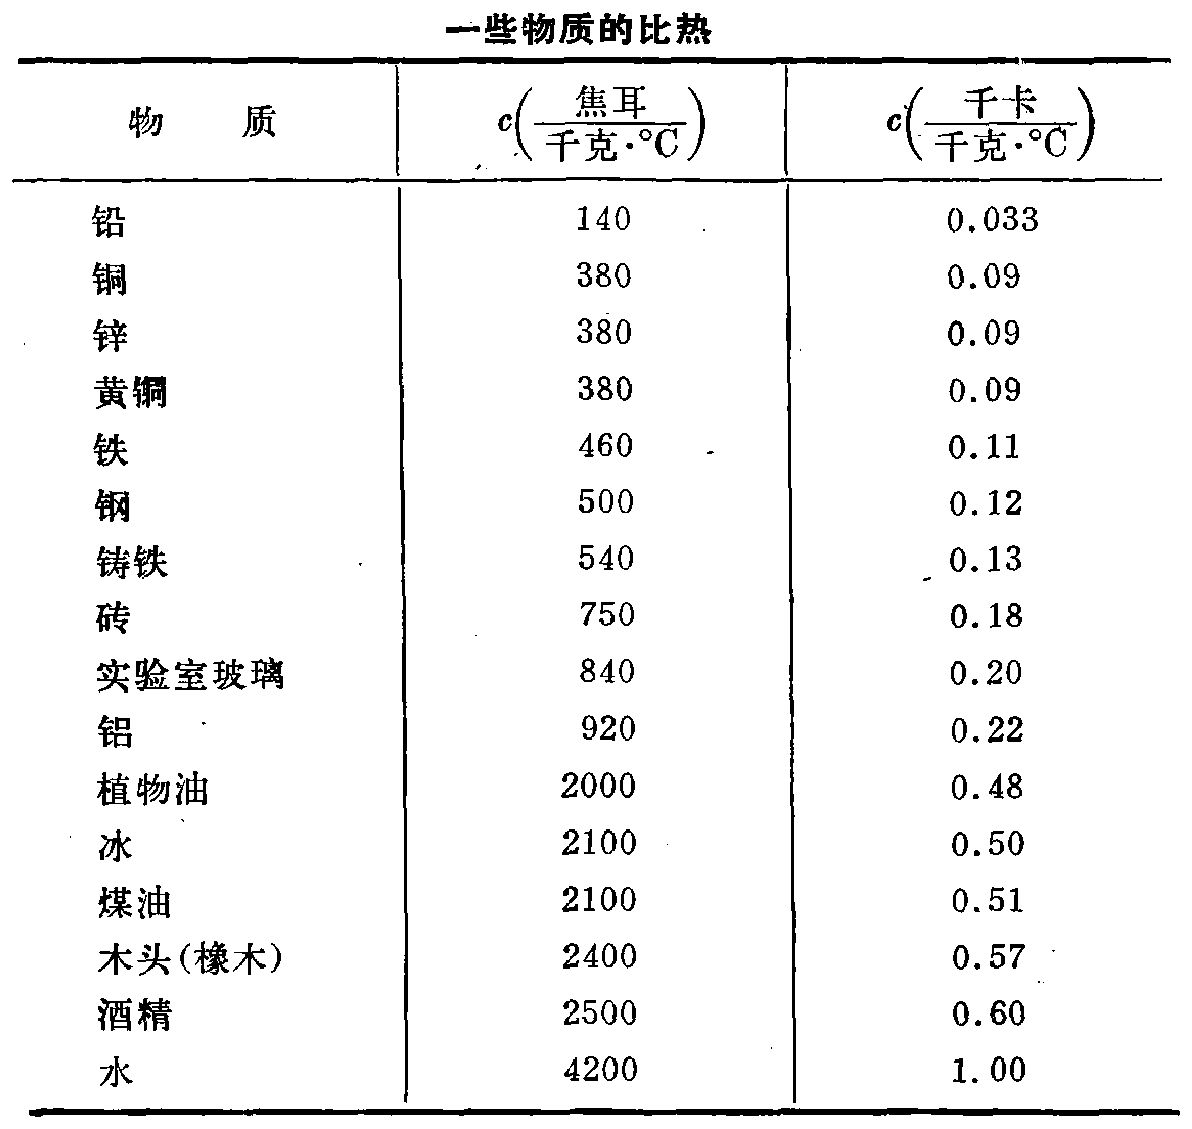 一些物质的比热
物 质 c(焦耳/千克·°C) c(千卡/千克·°C)
铅 140 0.033
铜 380 0.09
锌 380 0.09
黄铜 380 0.09
铁 460 0.11
钢 500 0.12
铸铁 540 0.13
砖 750 0.18
实验室玻璃 840 0.20
铝 920 0.22
植物油 2000 0.48
冰 2100 0.50
煤油 2100 0.51
木头(橡木) 2400 0.57
酒精 2500 0.60
水 4200 1.00